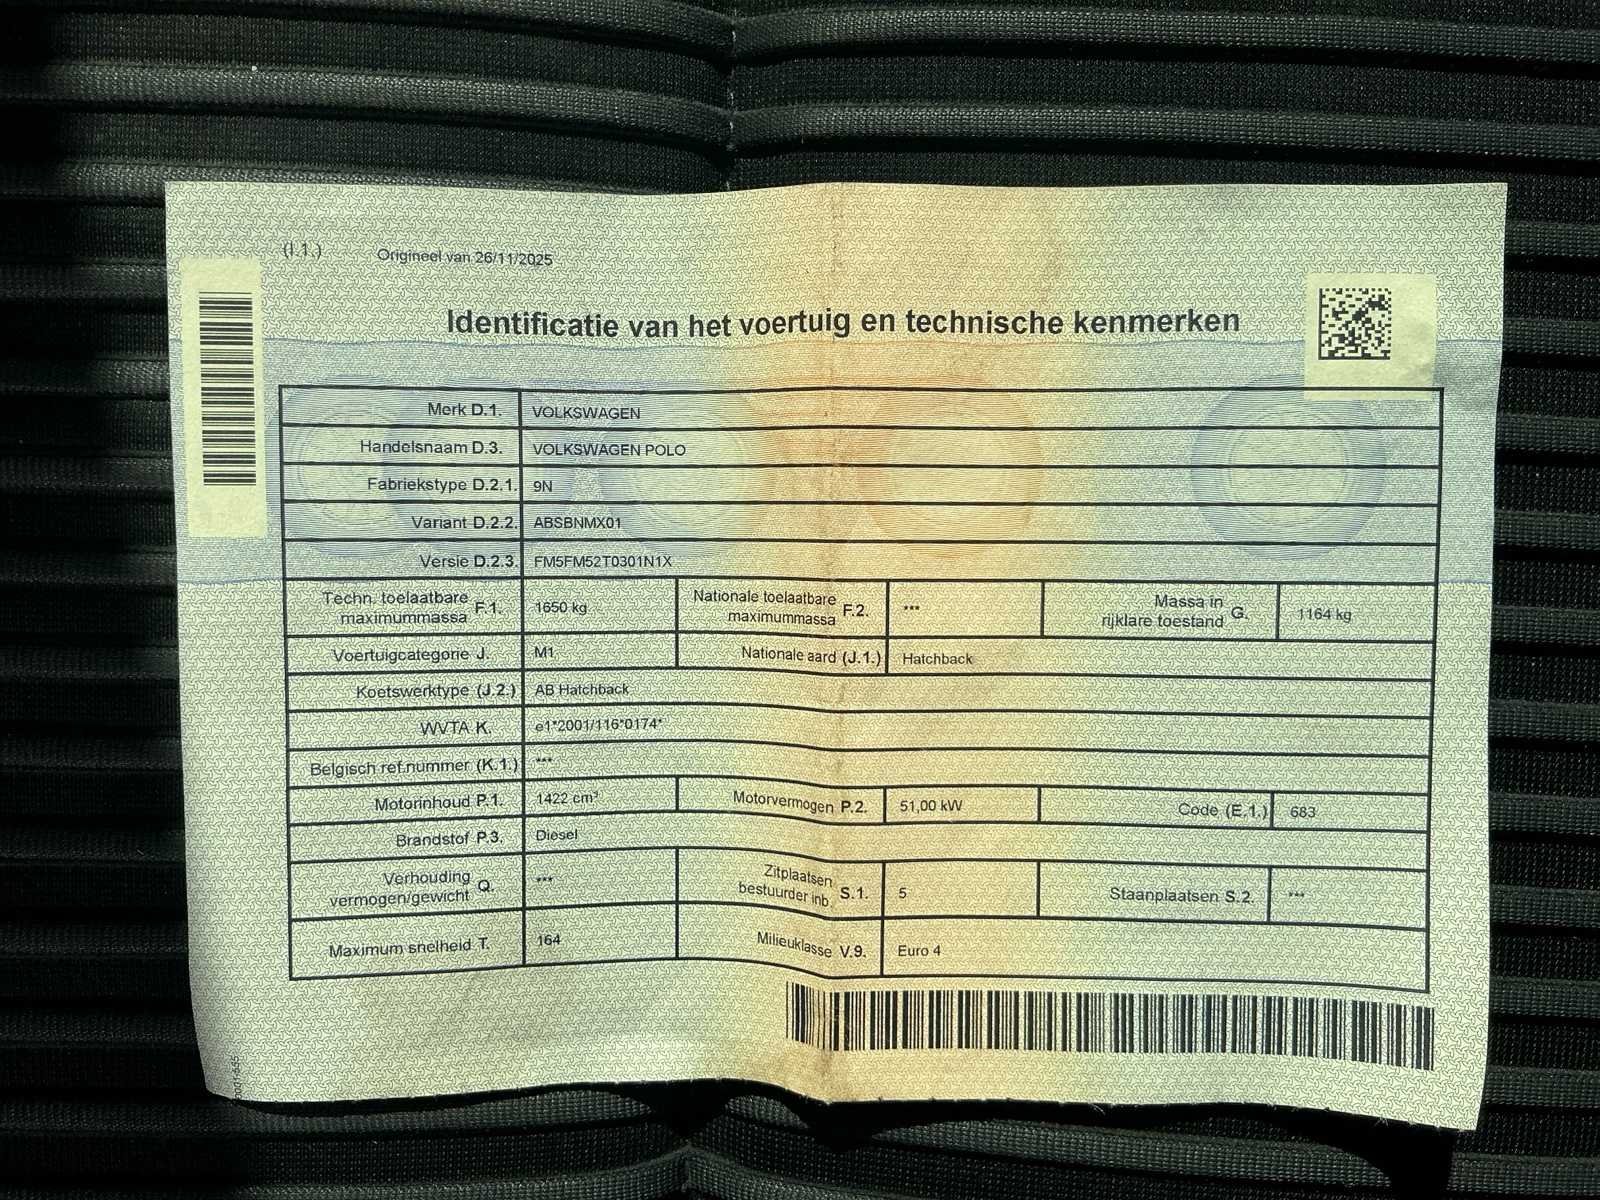 (I.1.) Origineel van 26/11/2025
Identificatie van het voertuig en technische kenmerken
Merk D.1. VOLKSWAGEN
Handelsnaam D.3. VOLKSWAGEN POLO
Fabriekstype D.2.1. 9N
Variant D.2.2. ABSBNMX01
Versie D.2.3. FM5FM52T0301N1X
Techn. toelaatbare maximummassa F.1. 1650 kg Nationale toelaatbare maximummassa F.2. *** Massa in rijklare toestand G. 1164 kg
Voertuigcategorie J. M1 Nationale aard (J.1.) Hatchback
Koetswerktype (J.2.) AB Hatchback
WVTA K. e1*2001/116*0174*
Belgisch ref.nummer (K.1.) ***
Motorinhoud P.1. 1422 cm³ Motorvermogen P.2. 51,00 kW Code (E.1.) 683
Brandstof P.3. Diesel
Verhouding vermogen/gewicht Q. *** Zitplaatsen bestuurder inb. S.1. 5 Staanplaatsen S.2. ***
Maximum snelheid T. 164 Milieuklasse V.9. Euro 4